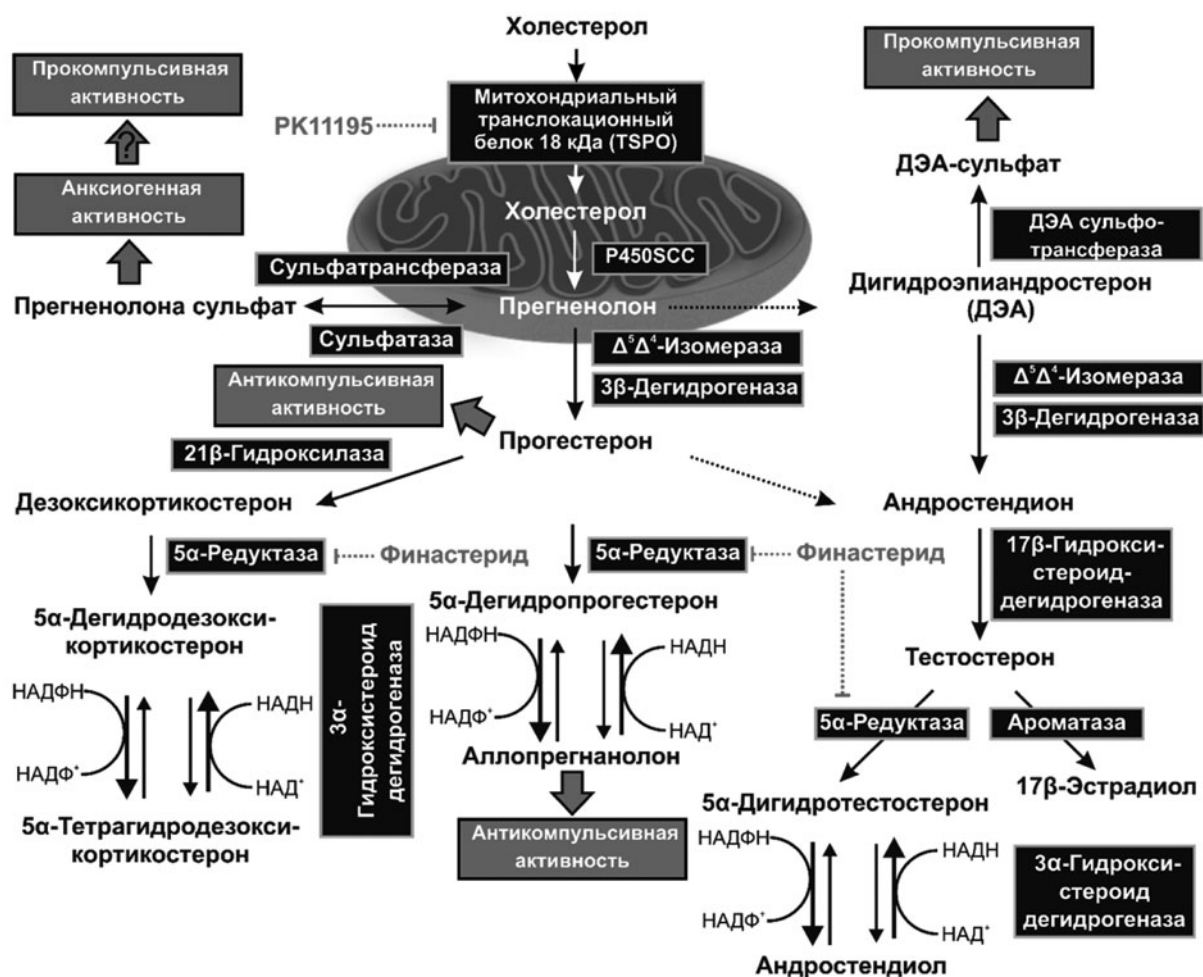 Холестерол
Прокомпульсивная
активность
Прокомпульсивная
активность
Митохондриальный
транслокационный
белок 18 кДа (TSPO)
PK11195
?
ДЭА-сульфат
Анксиогенная
активность
Холестерол
ДЭА сульфо-
трансфераза
P450SCC
Сульфатрансфераза
Прегненолона сульфат
Прегненолон
Дигидроэпиандростерон
(ДЭА)
Сульфатаза
Δ⁵Δ⁴-Изомераза
3β-Дегидрогеназа
Δ⁵Δ⁴-Изомераза
3β-Дегидрогеназа
Антикомпульсивная
активность
Прогестерон
21β-Гидроксилаза
Дезоксикортикостерон
Андростендион
5α-Редуктаза
Финастерид
5α-Редуктаза
Финастерид
17β-Гидрокси-
стероид-
дегидрогеназа
5α-Дегидродезокси-
кортикостерон
5α-Дегидропрогестерон
Тестостерон
НАДФН
НАДН
НАДФ⁺
НАД⁺
3α-
Гидроксистероид
дегидрогеназа
НАДФН
НАДН
НАДФ⁺
НАД⁺
5α-Редуктаза
Ароматаза
Аллопрегнанолон
17β-Эстрадиол
5α-Тетрагидродезокси-
кортикостерон
5α-Дигидротестостерон
Антикомпульсивная
активность
НАДФН
НАДН
НАДФ⁺
НАД⁺
3α-Гидрокси-
стероид
дегидрогеназа
Андростендиол